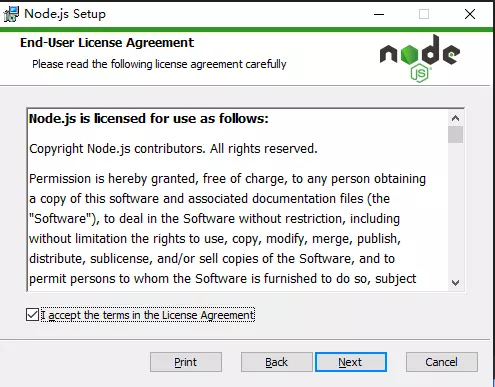 Node.js Setup
End-User License Agreement
Please read the following license agreement carefully
node
JS
Node.js is licensed for use as follows:
Copyright Node.js contributors. All rights reserved.
Permission is hereby granted, free of charge, to any person obtaining
a copy of this software and associated documentation files (the
"Software"), to deal in the Software without restriction, including
without limitation the rights to use, copy, modify, merge, publish,
distribute, sublicense, and/or sell copies of the Software, and to
permit persons to whom the Software is furnished to do so, subject
I accept the terms in the License Agreement
Print
Back
Next
Cancel